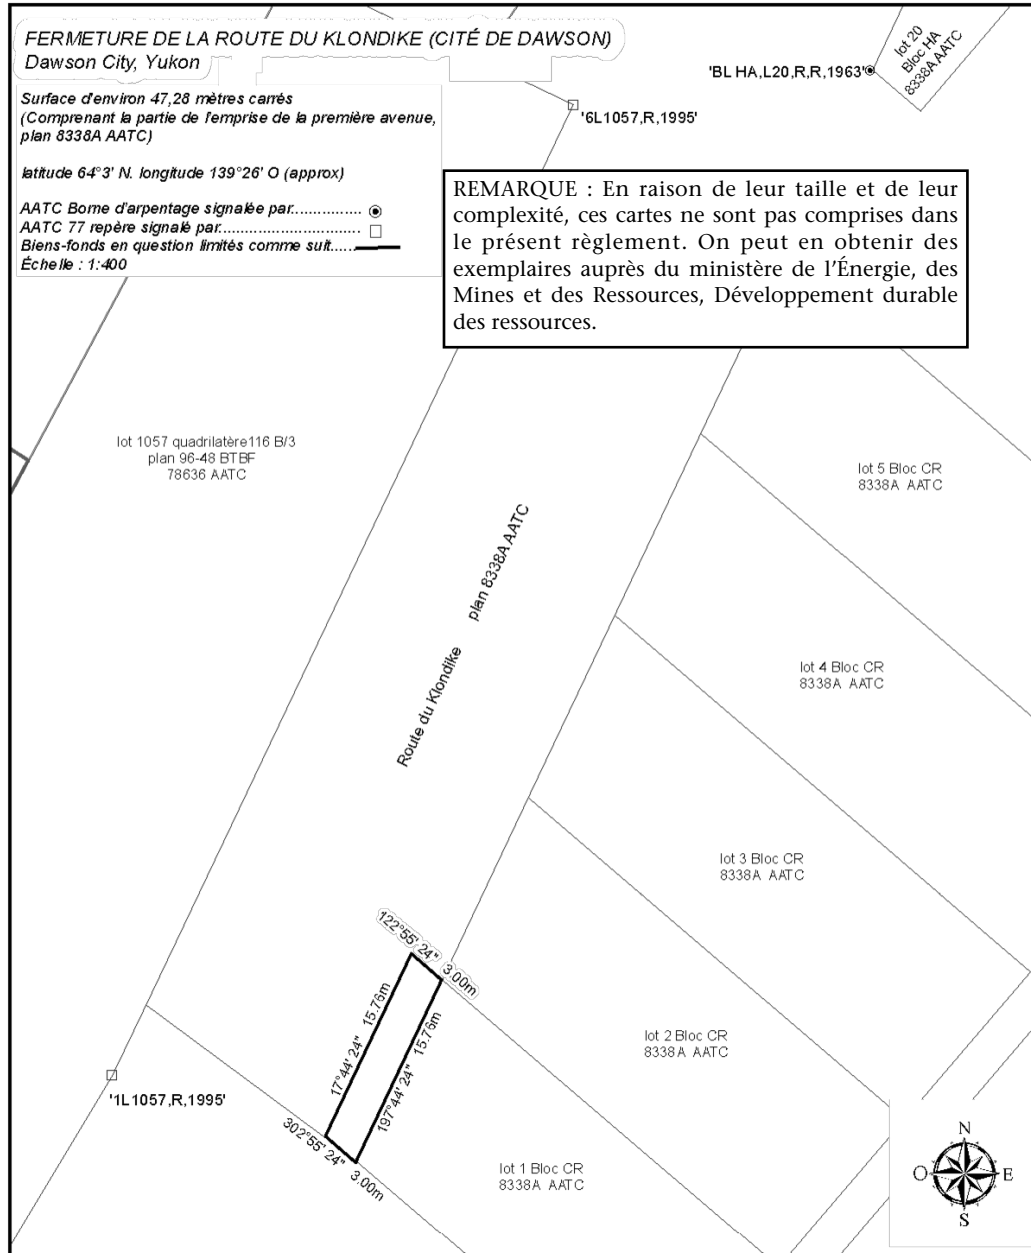 FERMETURE DE LA ROUTE DU KLONDIKE (CITÉ DE DAWSON)
Dawson City, Yukon
Surface d'environ 47,28 mètres carrés
(Comprenant la partie de l'emprise de la première avenue,
plan 8338A AATC)
latitude 64°3' N. longitude 139°26' O (approx)
AATC Borne d'arpentage signalée par................
AATC 77 repère signalé par................................
Biens-fonds en question limités comme suit......
Échelle : 1:400
lot 20
Bloc HA
8338A AATC
'BL HA,L20,R,R,1963'
'6L1057,R,1995'
REMARQUE : En raison de leur taille et de leur
complexité, ces cartes ne sont pas comprises dans
le présent règlement. On peut en obtenir des
exemplaires auprès du ministère de l'Énergie, des
Mines et des Ressources, Développement durable
des ressources.
lot 1057 quadrilatère116 B/3
plan 96-48 BTBF
78636 AATC
lot 5 Bloc CR
8338A AATC
Route du Klondike plan 8338A AATC
lot 4 Bloc CR
8338A AATC
lot 3 Bloc CR
8338A AATC
122°55' 24" 3.00m
17°44' 24" 15.76m
197°44' 24" 15.76m
302°55' 24" 3.00m
lot 2 Bloc CR
8338A AATC
'1L1057,R,1995'
lot 1 Bloc CR
8338A AATC
N
O E
S